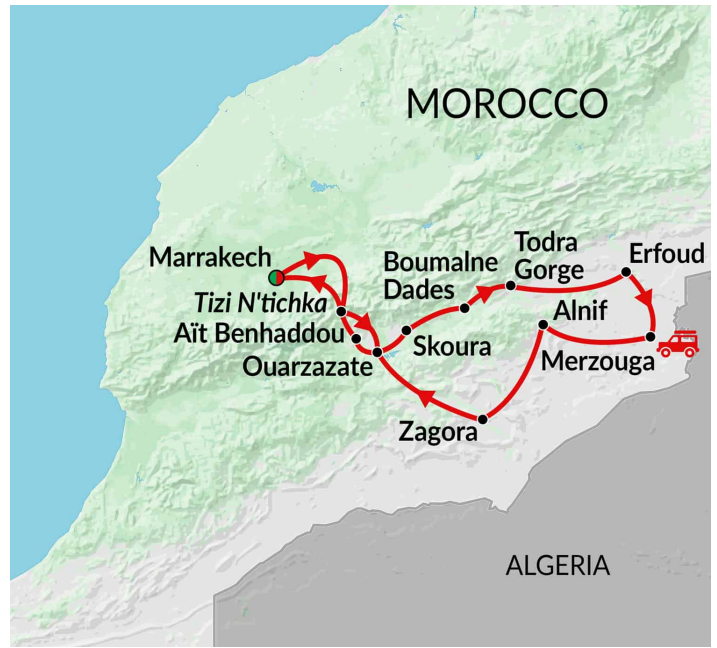 MOROCCO
Marrakech
Tizi N'tichka
Aït Benhaddou
Ouarzazate
Skoura
Boumalne
Dades
Todra
Gorge
Erfoud
Alnif
Merzouga
Zagora
ALGERIA